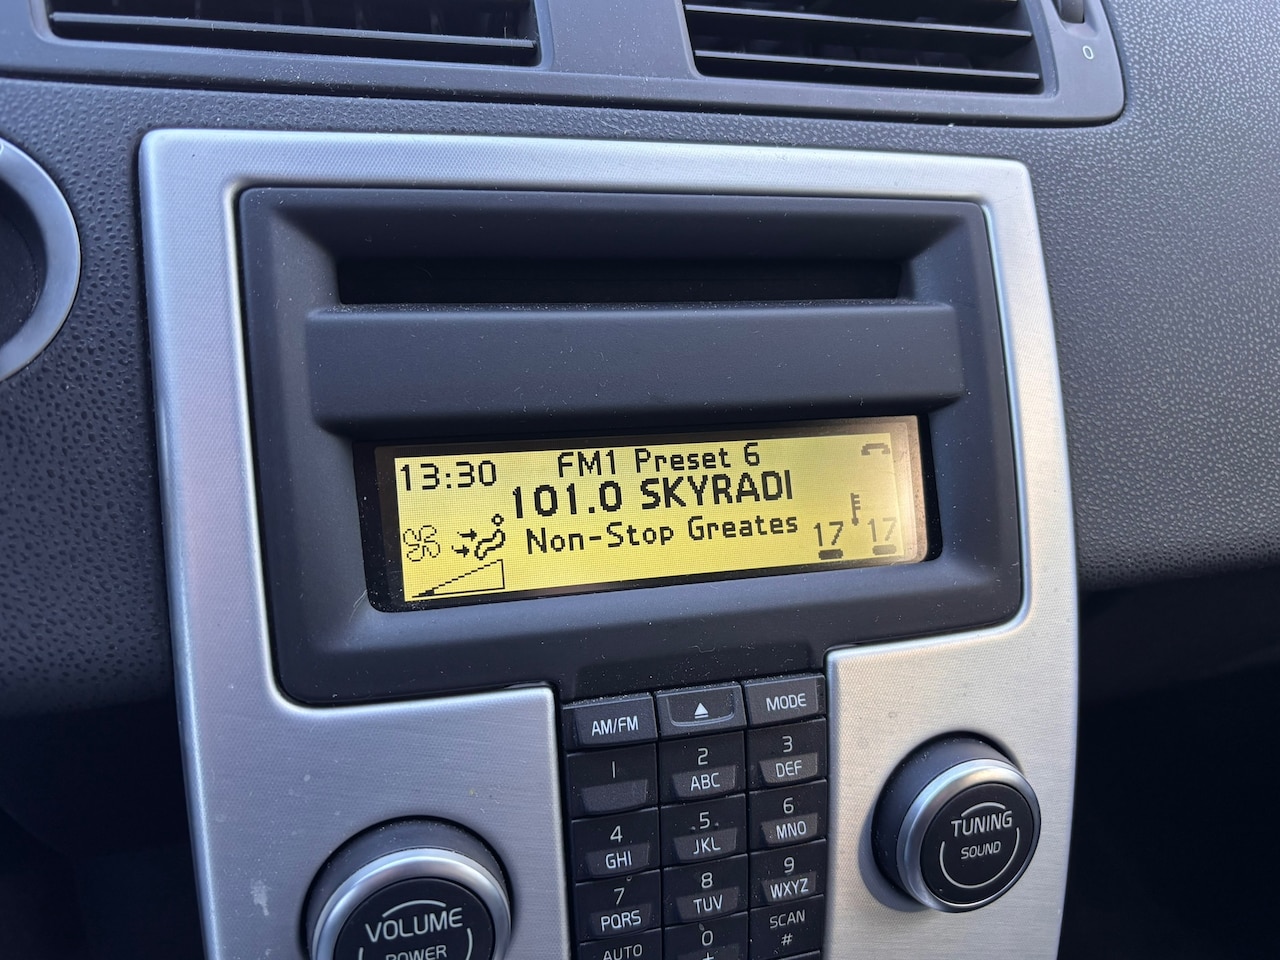 0
13:30
FM1 Preset 6
101.0 SKYRADI
Non-Stop Greates
17 17
AM/FM
MODE
1
2
ABC
3
DEF
4
GHI
5
JKL
6
MNO
7
PQRS
8
TUV
9
WXYZ
AUTO
0
+
SCAN
#
VOLUME
POWER
TUNING
SOUND